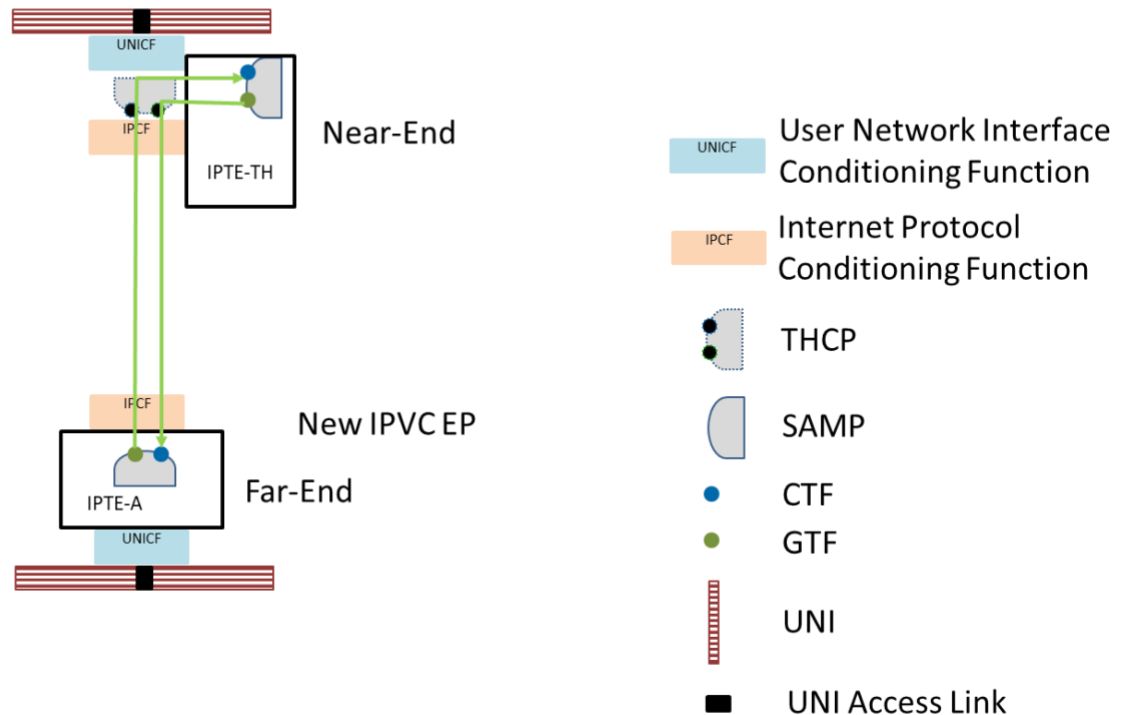 UNICF
IPCF
IPTE-TH
Near-End
IPCF
New IPVC EP
IPTE-A
Far-End
UNICF
UNICF
User Network Interface
Conditioning Function
IPCF
Internet Protocol
Conditioning Function
THCP
SAMP
CTF
GTF
UNI
UNI Access Link